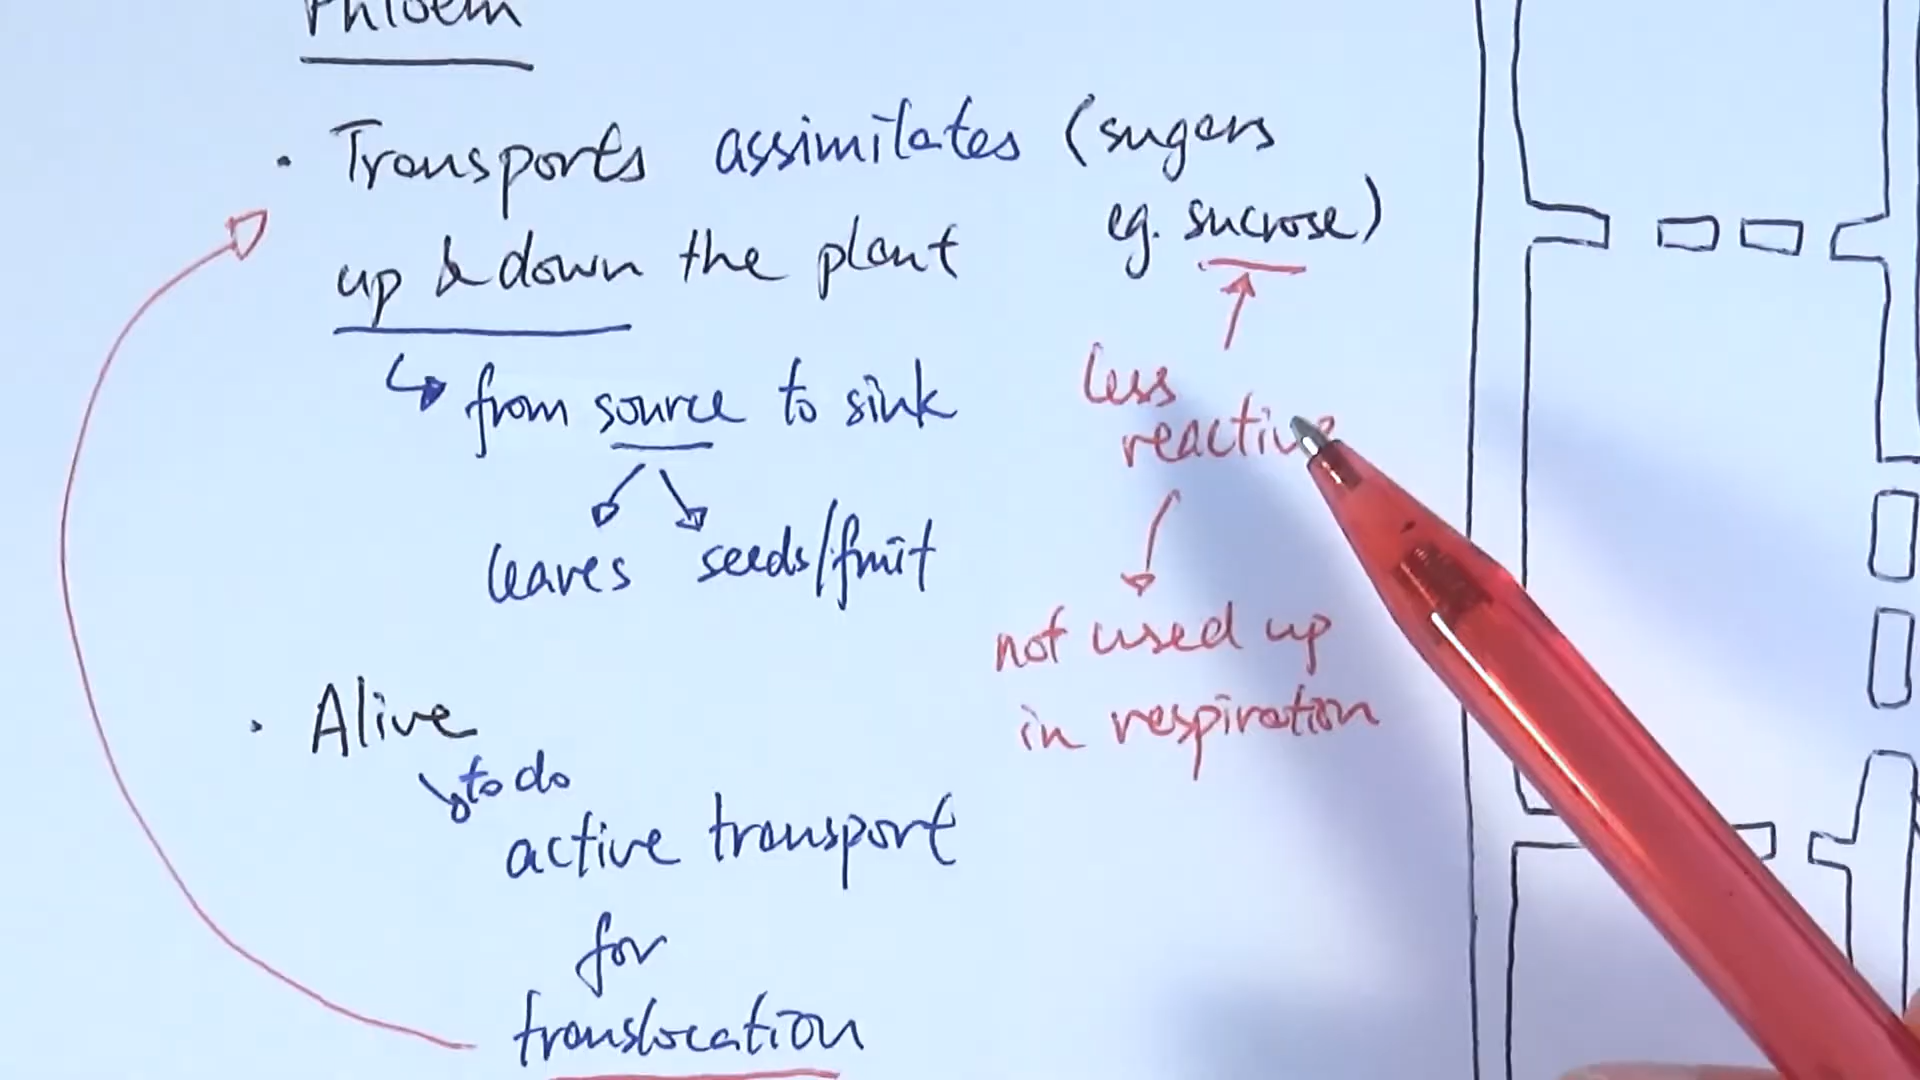 Phloem
· Transports assimilates (sugars
eg. sucrose)
up & down the plant
↳ from source to sink
leaves seeds/fruit
less
reactive
not used up
in respiration
· Alive
to do
active transport
for
translocation